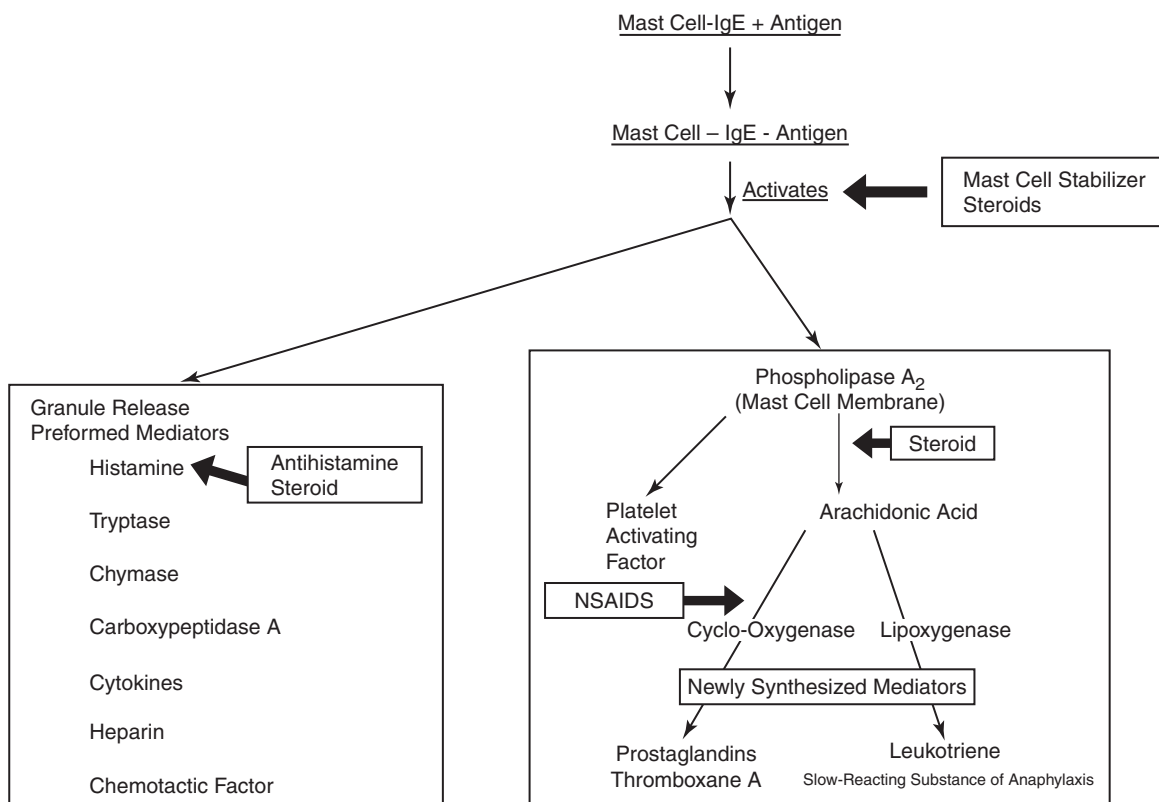 Mast Cell-IgE + Antigen
Mast Cell – IgE - Antigen
Activates
Mast Cell Stabilizer
Steroids
Granule Release
Preformed Mediators
Histamine
Antihistamine
Steroid
Tryptase
Chymase
Carboxypeptidase A
Cytokines
Heparin
Chemotactic Factor
Phospholipase A₂
(Mast Cell Membrane)
Steroid
Platelet
Activating
Factor
Arachidonic Acid
NSAIDS
Cyclo-Oxygenase
Lipoxygenase
Newly Synthesized Mediators
Prostaglandins
Thromboxane A
Leukotriene
Slow-Reacting Substance of Anaphylaxis